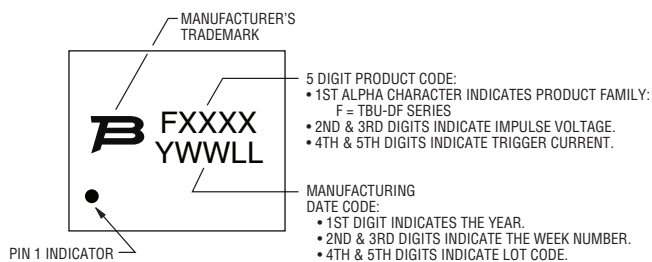 MANUFACTURER'S
TRADEMARK
5 DIGIT PRODUCT CODE:
• 1ST ALPHA CHARACTER INDICATES PRODUCT FAMILY:
F = TBU-DF SERIES
• 2ND & 3RD DIGITS INDICATE IMPULSE VOLTAGE.
• 4TH & 5TH DIGITS INDICATE TRIGGER CURRENT.
B
FXXXX
YWWLL
MANUFACTURING
DATE CODE:
• 1ST DIGIT INDICATES THE YEAR.
• 2ND & 3RD DIGITS INDICATE THE WEEK NUMBER.
• 4TH & 5TH DIGITS INDICATE LOT CODE.
PIN 1 INDICATOR